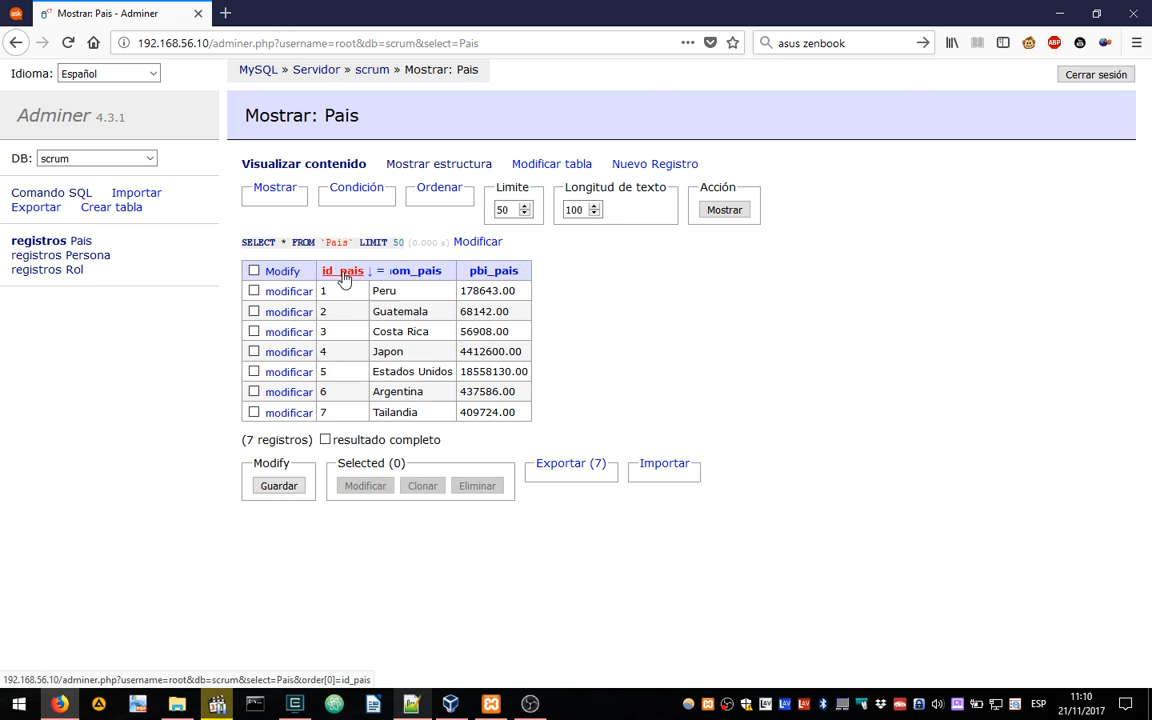 Mostrar: Pais - Adminer
192.168.56.10/adminer.php?username=root&db=scrum&select=Pais
asus zenbook
Idioma: Español
MySQL » Servidor » scrum » Mostrar: Pais
Cerrar sesión
Adminer 4.3.1
Mostrar: Pais
DB: scrum
Visualizar contenido Mostrar estructura Modificar tabla Nuevo Registro
Comando SQL Importar
Exportar Crear tabla
Mostrar Condición Ordenar Limite Longitud de texto Acción
50 100 Mostrar
registros Pais
registros Persona
registros Rol
SELECT * FROM `Pais` LIMIT 50 (0.000 s) Modificar
Modify id_pais ↓ = nom_pais pbi_pais
modificar 1 Peru 178643.00
modificar 2 Guatemala 68142.00
modificar 3 Costa Rica 56908.00
modificar 4 Japon 4412600.00
modificar 5 Estados Unidos 18558130.00
modificar 6 Argentina 437586.00
modificar 7 Tailandia 409724.00
(7 registros) resultado completo
Modify Selected (0) Exportar (7) Importar
Guardar Modificar Clonar Eliminar
192.168.56.10/adminer.php?username=root&db=scrum&select=Pais&order[0]=id_pais
ESP
11:10
21/11/2017